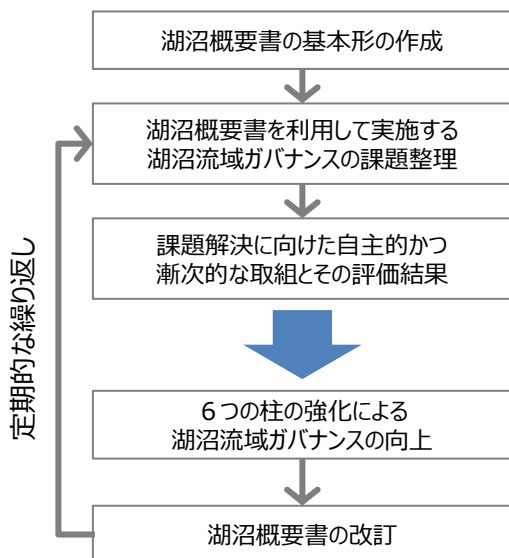 湖沼概要書の基本形の作成
湖沼概要書を利用して実施する
湖沼流域ガバナンスの課題整理
課題解決に向けた自主的かつ
漸次的な取組とその評価結果
6つの柱の強化による
湖沼流域ガバナンスの向上
湖沼概要書の改訂
定期的な繰り返し